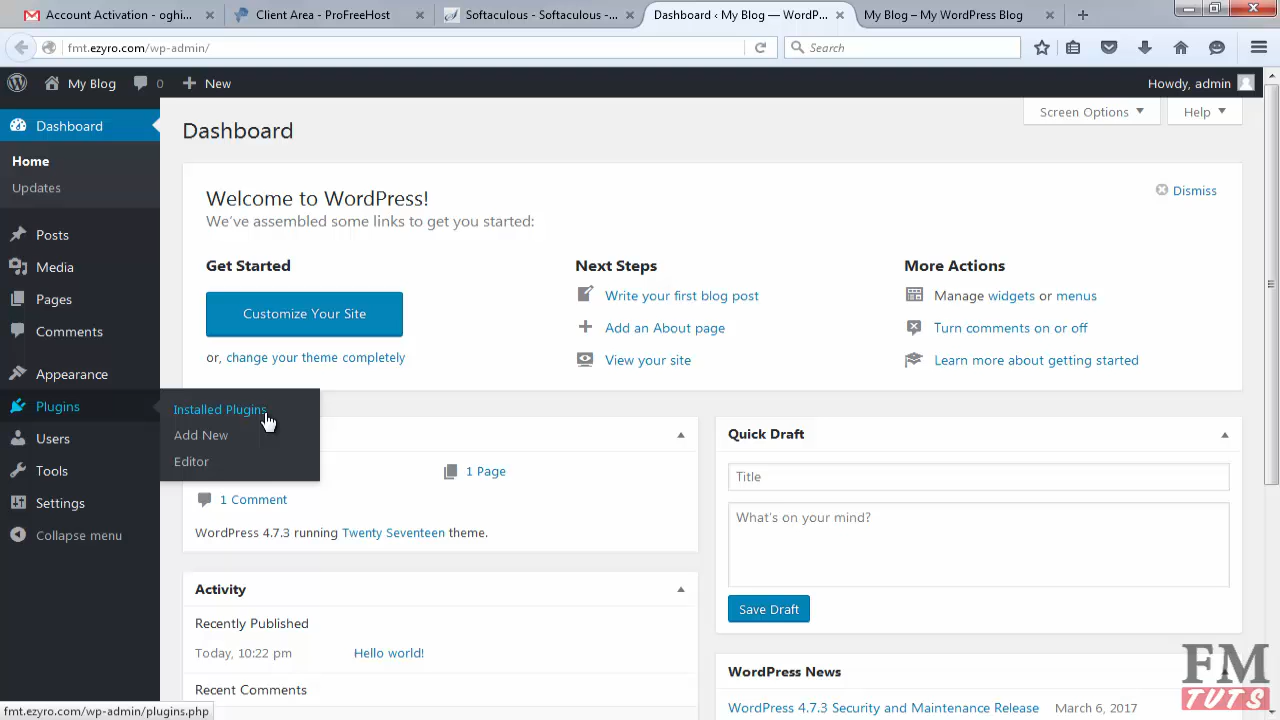 Account Activation - oghi...
Client Area - ProFreeHost
Softaculous - Softaculous -...
Dashboard ‹ My Blog — WordP...
My Blog – My WordPress Blog
fmt.ezyro.com/wp-admin/
Search
My Blog
0
New
Howdy, admin
Dashboard
Home
Updates
Posts
Media
Pages
Comments
Appearance
Plugins
Users
Tools
Settings
Collapse menu
Installed Plugins
Add New
Editor
Screen Options
Help
Dashboard
Welcome to WordPress!
We've assembled some links to get you started:
Dismiss
Get Started
Customize Your Site
or, change your theme completely
Next Steps
Write your first blog post
Add an About page
View your site
More Actions
Manage widgets or menus
Turn comments on or off
Learn more about getting started
1 Page
1 Comment
WordPress 4.7.3 running Twenty Seventeen theme.
Activity
Recently Published
Today, 10:22 pm Hello world!
Recent Comments
Quick Draft
Title
What's on your mind?
Save Draft
WordPress News
WordPress 4.7.3 Security and Maintenance Release March 6, 2017
fmt.ezyro.com/wp-admin/plugins.php
FM
TUTS